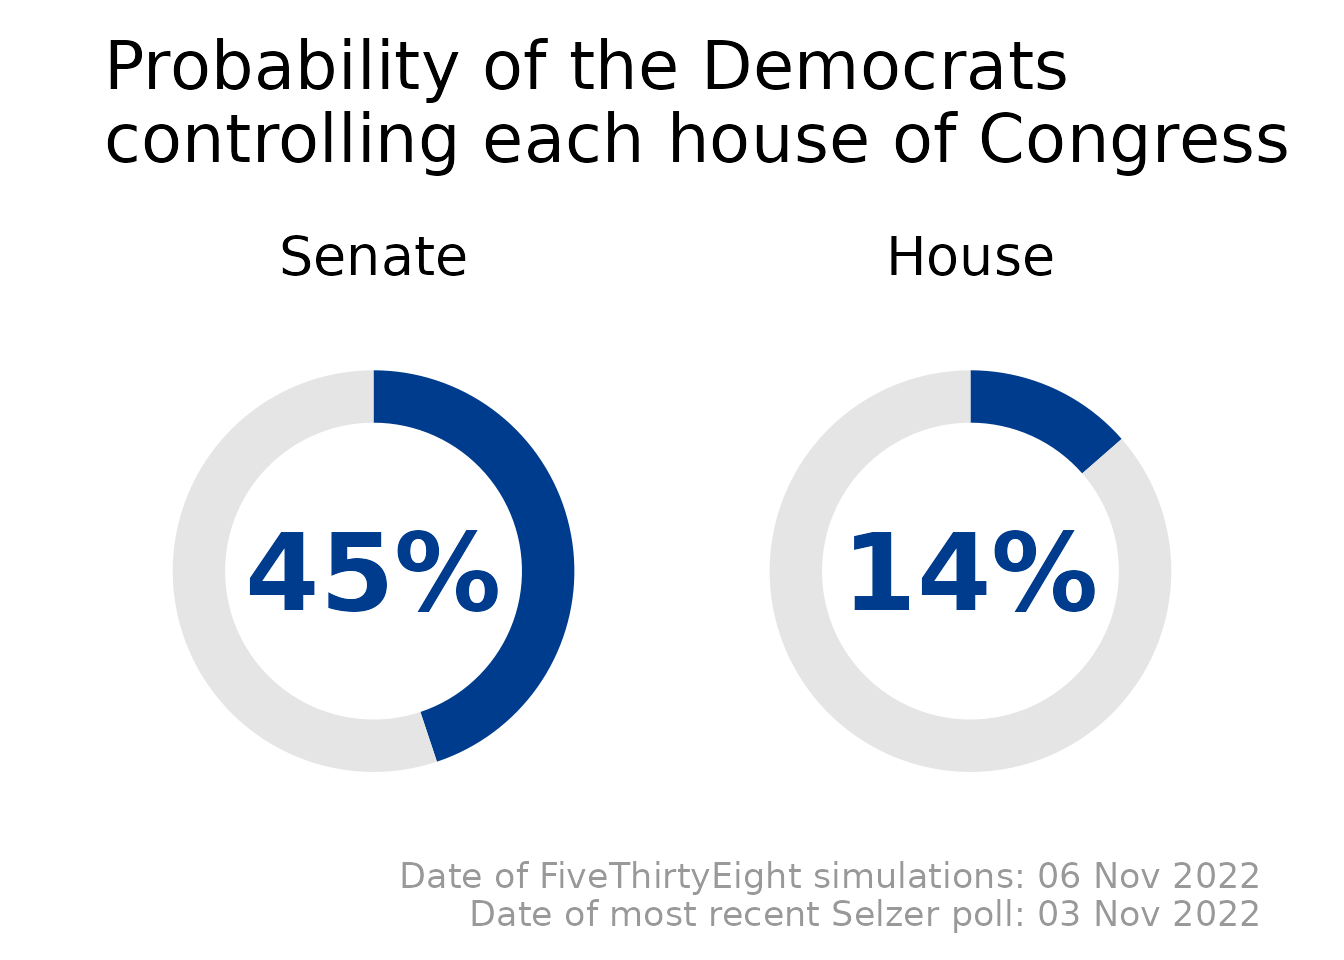 Probability of the Democrats
controlling each house of Congress
Senate
House
45%
14%
Date of FiveThirtyEight simulations: 06 Nov 2022
Date of most recent Selzer poll: 03 Nov 2022